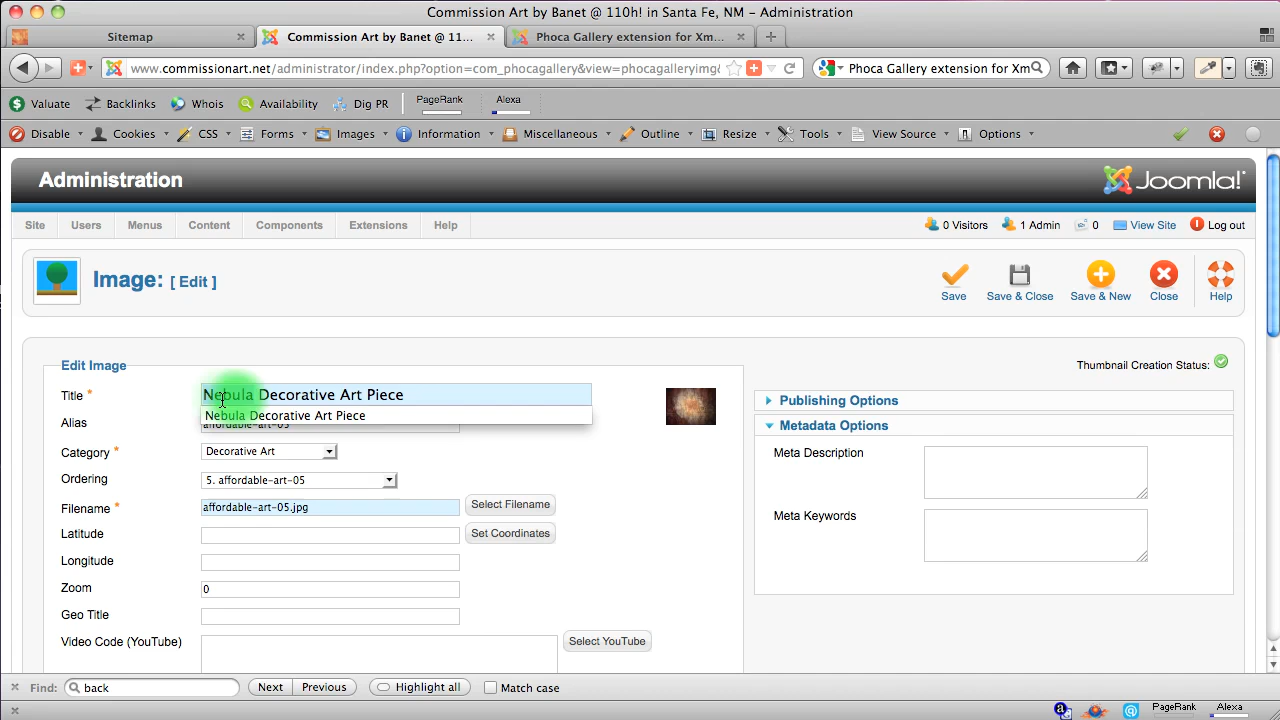 Commission Art by Banet @ 110h! in Santa Fe, NM – Administration
Sitemap
Commission Art by Banet @ 11...
Phoca Gallery extension for Xm...
www.commissionart.net/administrator/index.php?option=com_phocagallery&view=phocagalleryimg
Phoca Gallery extension for Xm
Valuate Backlinks Whois Availability Dig PR PageRank Alexa
Disable Cookies CSS Forms Images Information Miscellaneous Outline Resize Tools View Source Options
Administration
Joomla!
Site Users Menus Content Components Extensions Help
0 Visitors 1 Admin 0 View Site Log out
Image: [ Edit ]
Save Save & Close Save & New Close Help
Edit Image
Thumbnail Creation Status:
Title * Nebula Decorative Art Piece
Nebula Decorative Art Piece
Alias affordable-art-05
Category * Decorative Art
Ordering 5. affordable-art-05
Filename * affordable-art-05.jpg Select Filename
Latitude Set Coordinates
Longitude
Zoom 0
Geo Title
Video Code (YouTube) Select YouTube
Publishing Options
Metadata Options
Meta Description
Meta Keywords
Find: back Next Previous Highlight all Match case
PageRank Alexa